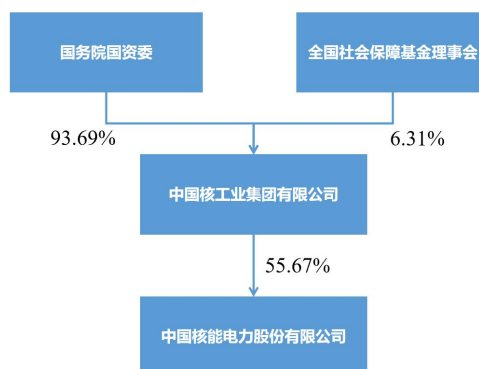 国务院国资委
全国社会保障基金理事会
93.69%
6.31%
中国核工业集团有限公司
55.67%
中国核能电力股份有限公司